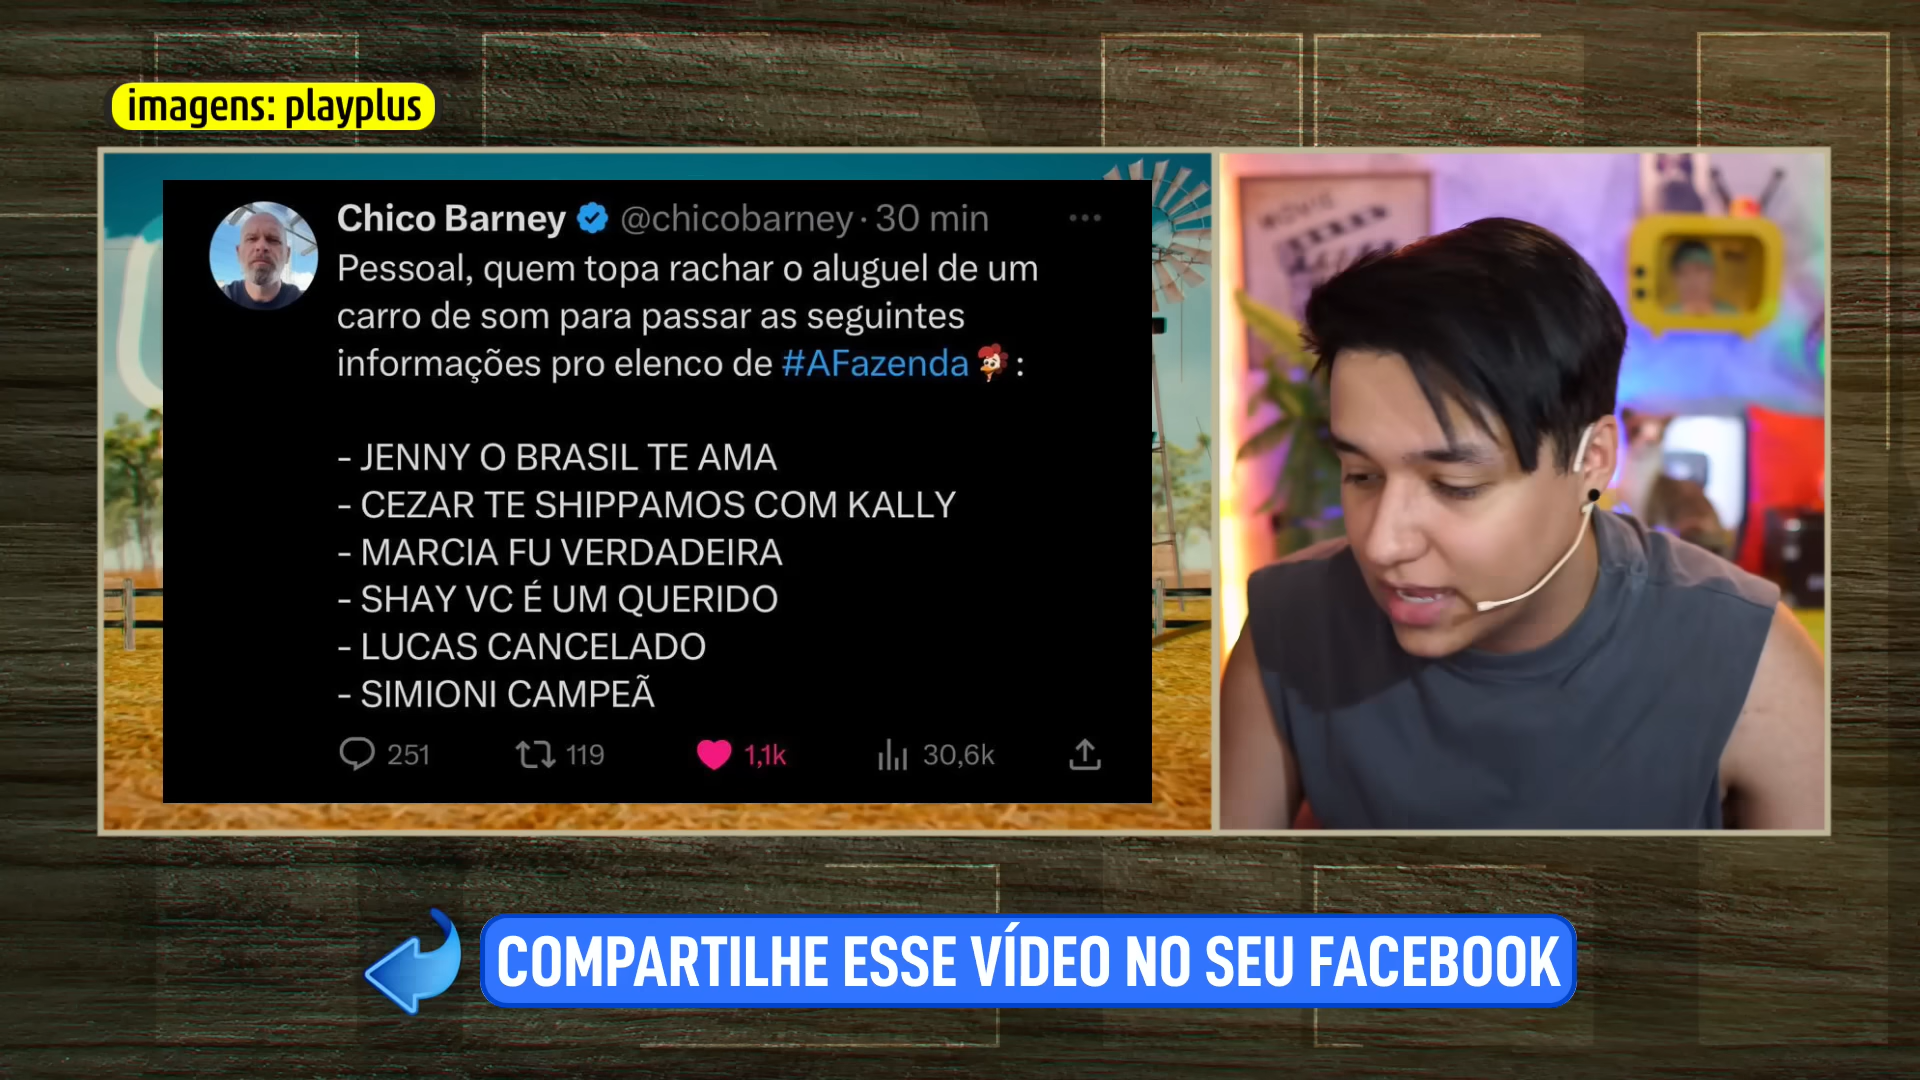 imagens: playplus
Chico Barney @chicobarney · 30 min
Pessoal, quem topa rachar o aluguel de um
carro de som para passar as seguintes
informações pro elenco de #AFazenda :
- JENNY O BRASIL TE AMA
- CEZAR TE SHIPPAMOS COM KALLY
- MARCIA FU VERDADEIRA
- SHAY VC É UM QUERIDO
- LUCAS CANCELADO
- SIMIONI CAMPEÃ
251 119 1,1k 30,6k
MOVIE
COMPARTILHE ESSE VÍDEO NO SEU FACEBOOK